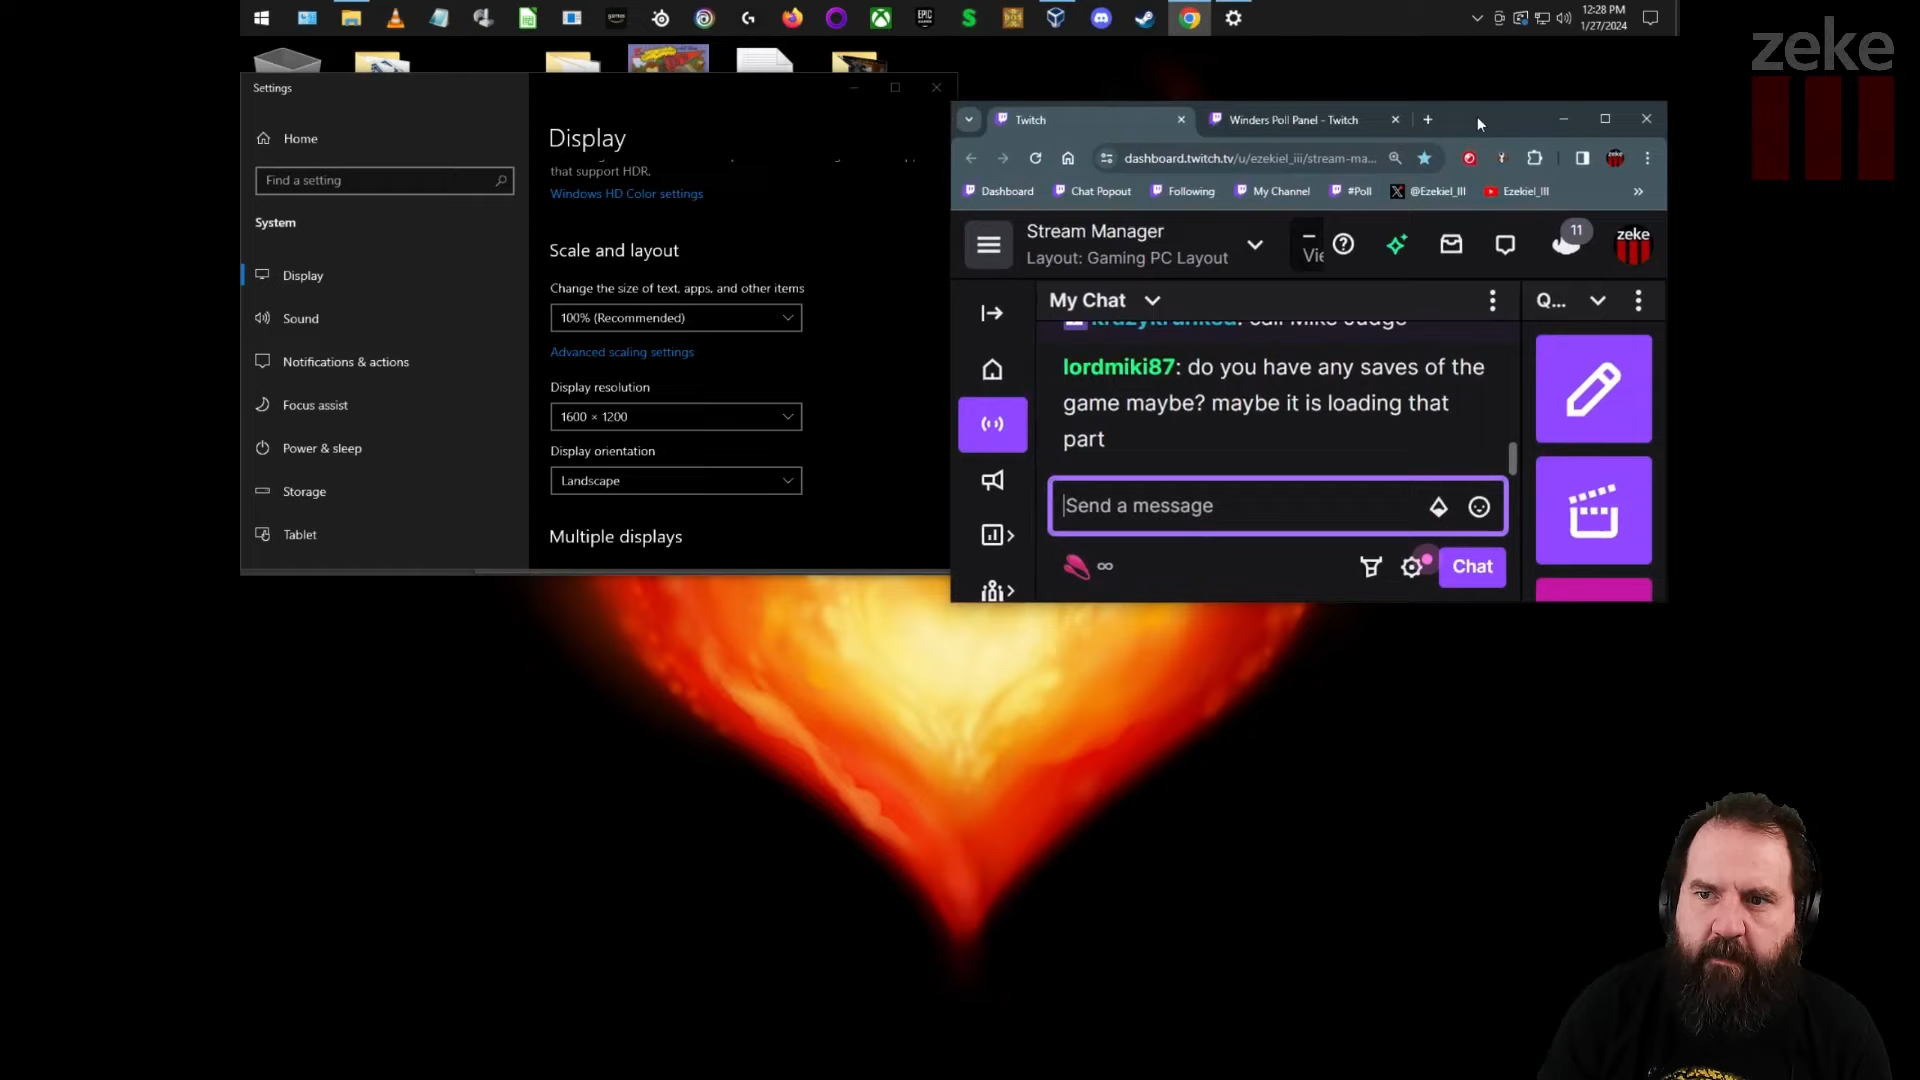 12:28 PM
1/27/2024
zeke
Settings
Home
Find a setting
System
Display
Sound
Notifications & actions
Focus assist
Power & sleep
Storage
Tablet
Display
that support HDR.
Windows HD Color settings
Scale and layout
Change the size of text, apps, and other items
100% (Recommended)
Advanced scaling settings
Display resolution
1600 × 1200
Display orientation
Landscape
Multiple displays
Twitch
Winders Poll Panel - Twitch
dashboard.twitch.tv/u/ezekiel_iii/stream-ma...
Dashboard
Chat Popout
Following
My Channel
#Poll
@Ezekiel_III
Ezekiel_III
Stream Manager
Layout: Gaming PC Layout
Vie
11
zeke
My Chat
Q...
lordmiki87: do you have any saves of the
game maybe? maybe it is loading that
part
Send a message
∞
Chat